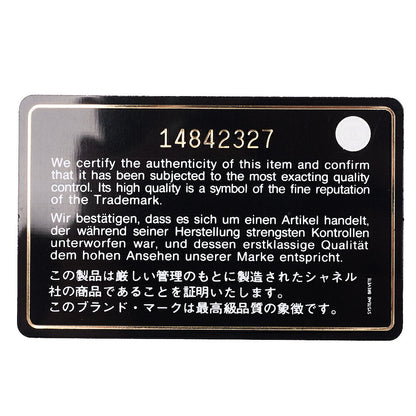 14842327
We certify the authenticity of this item and confirm
that it has been subjected to the most exacting quality
control. Its high quality is a symbol of the fine reputation
of the Trademark.
Wir bestätigen, dass es sich um einen Artikel handelt,
der während seiner Herstellung strengsten Kontrollen
unterworfen war, und dessen erstklassige Qualität
dem hohen Ansehen unserer Marke entspricht.
この製品は厳しい管理のもとに製造されたシャネル
社の商品であることを証明いたします。
このブランド・マークは最高級品質の象徴です。
SYSTEME BREVETE